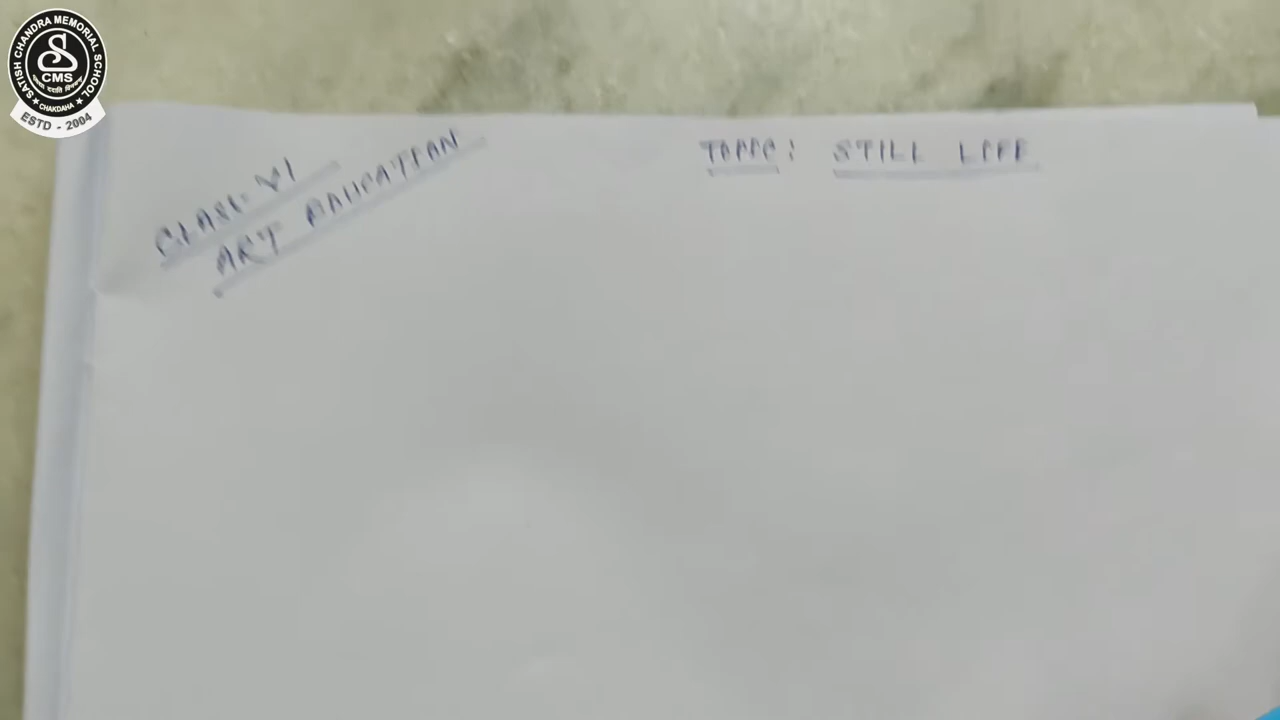 SATISH CHANDRA MEMORIAL SCHOOL
S
CMS
★ CHAKDAHA ★
ESTD - 2004
CLASS- VI
ART EDUCATION
TOPIC: STILL LIFE